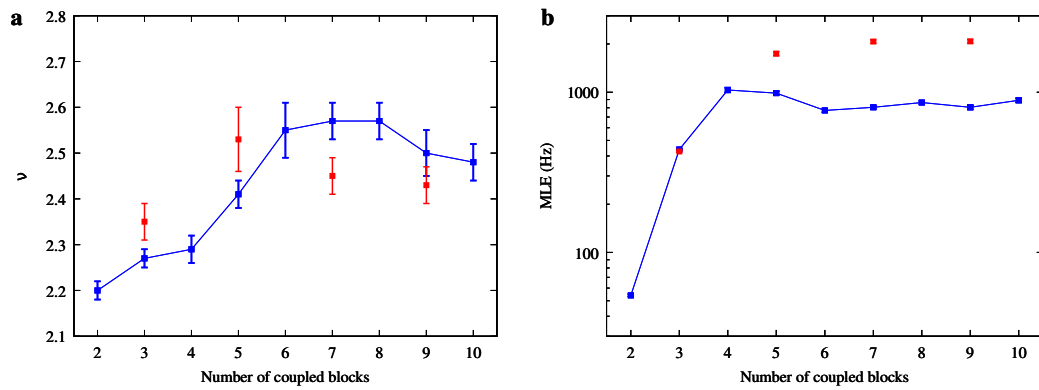 a
2.8
2.7
2.6
2.5
2.4
2.3
2.2
2.1
ν
2 3 4 5 6 7 8 9 10
Number of coupled blocks
b
1000
100
MLE (Hz)
2 3 4 5 6 7 8 9 10
Number of coupled blocks